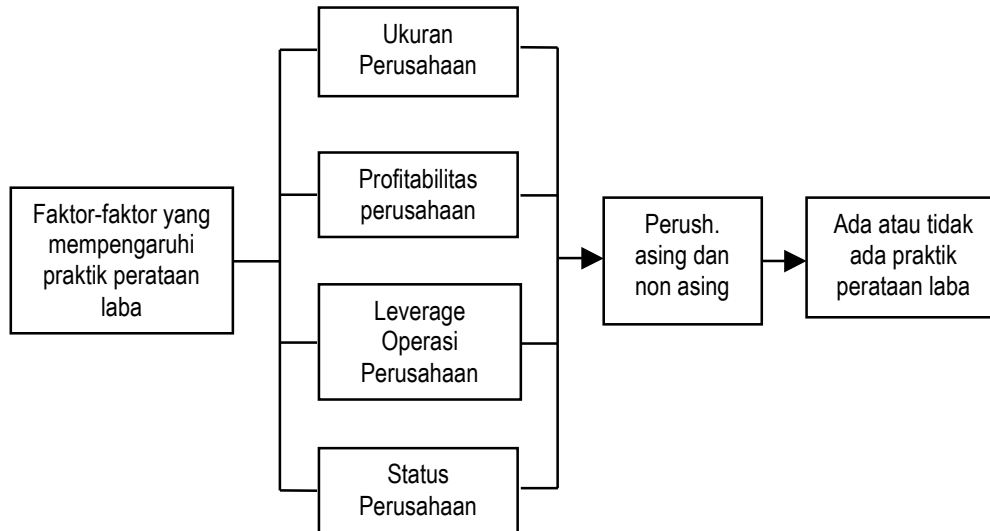 Faktor-faktor yang
mempengaruhi
praktik perataan
laba
Ukuran
Perusahaan
Profitabilitas
perusahaan
Leverage
Operasi
Perusahaan
Status
Perusahaan
Perush.
asing dan
non asing
Ada atau tidak
ada praktik
perataan laba